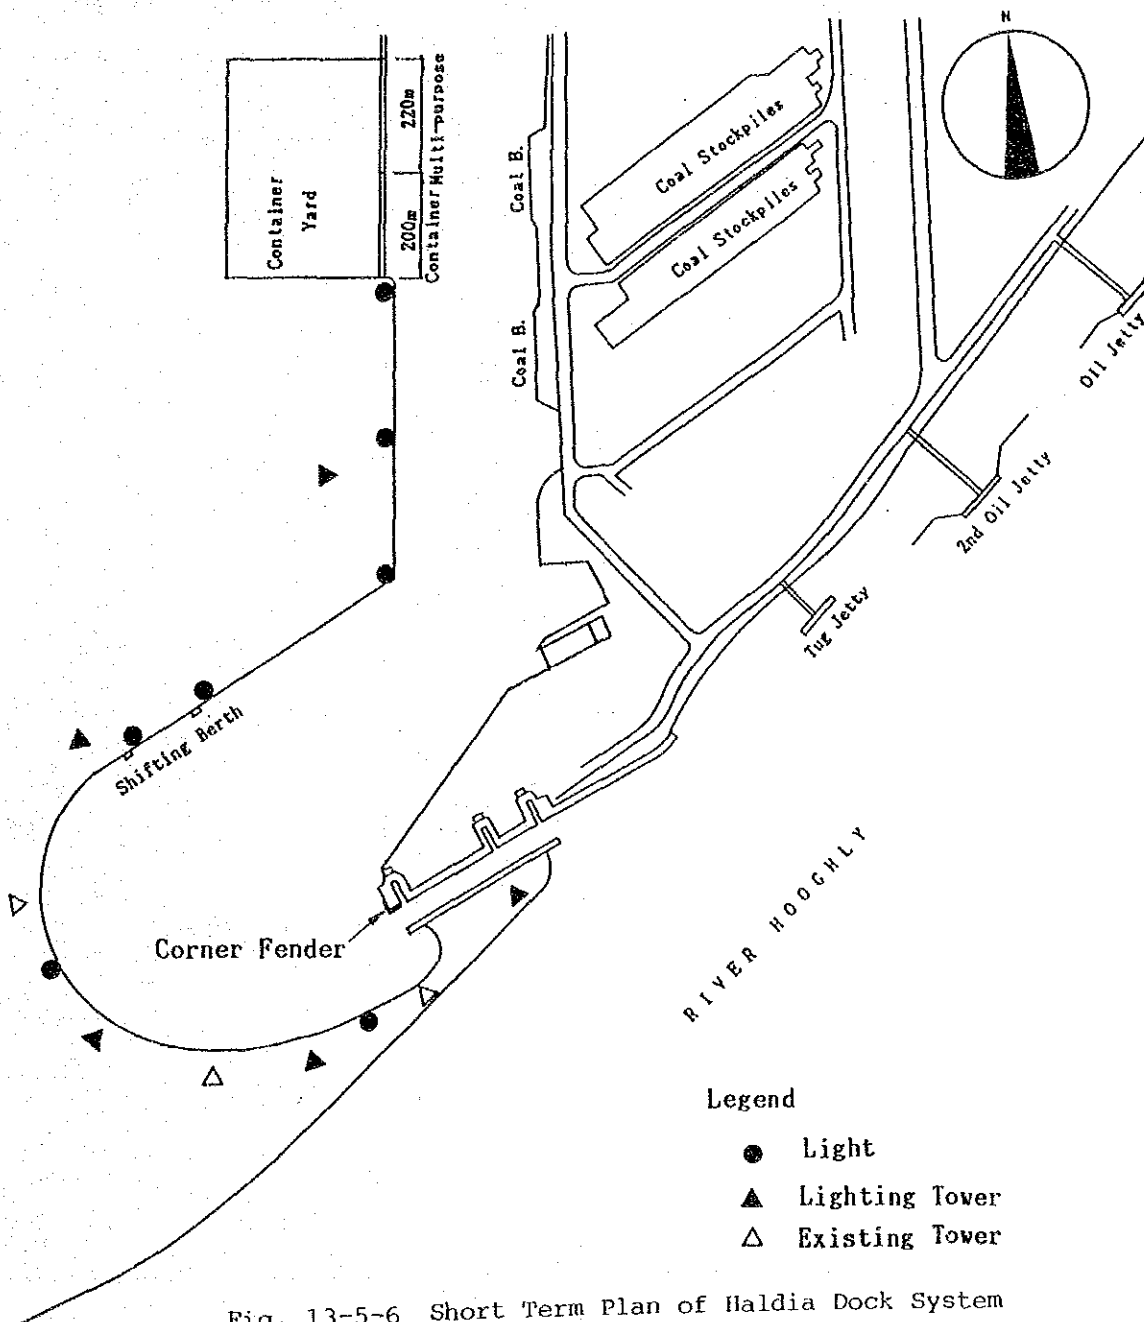 N
Container
Yard
220m
200m
Multi-purpose
Container
Coal B.
Coal B.
Coal Stockpiles
Coal Stockpiles
Oil Jetty
2nd Oil Jetty
Tug Jetty
Shifting Berth
Corner Fender
RIVER HOOGHLY
Legend
Light
Lighting Tower
Existing Tower
Fig. 13-5-6 Short Term Plan of Haldia Dock System